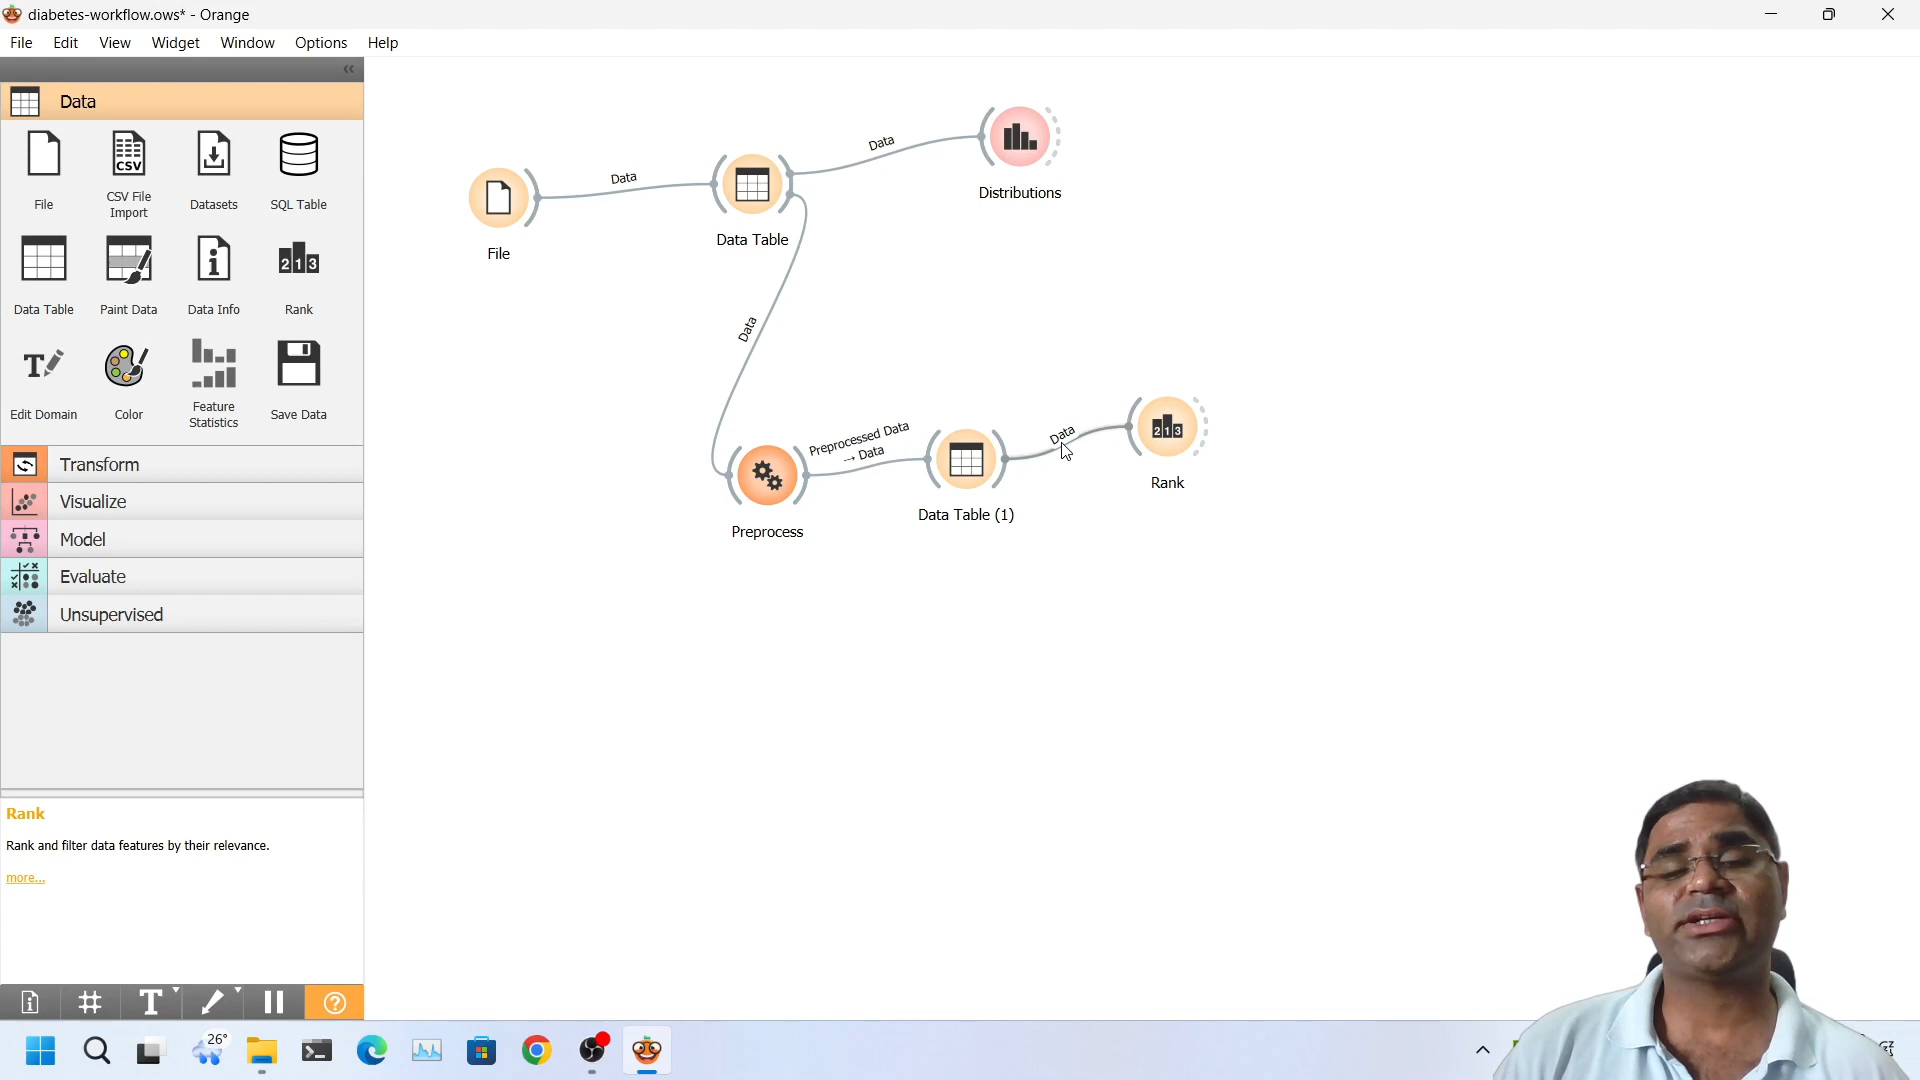 diabetes-workflow.ows* - Orange
File Edit View Widget Window Options Help
Data
File
CSV File
Import
Datasets
SQL Table
Data Table
Paint Data
Data Info
Rank
Edit Domain
Color
Feature
Statistics
Save Data
Transform
Visualize
Model
Evaluate
Unsupervised
Rank
Rank and filter data features by their relevance.
more...
File
Data
Data Table
Data
Distributions
Data
Preprocess
Preprocessed Data
→ Data
Data Table (1)
Data
Rank
CSV
213
213
26°